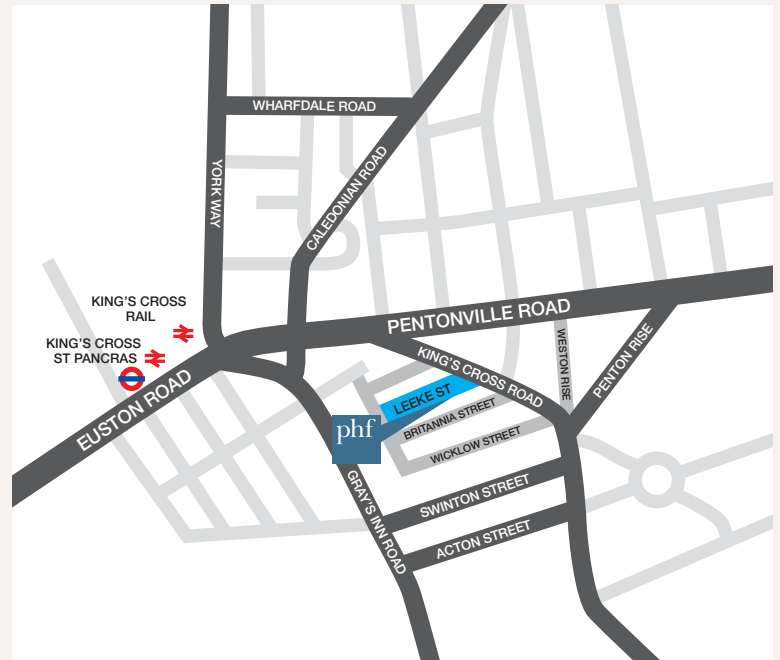 WHARFDALE ROAD
YORK WAY
CALEDONIAN ROAD
KING'S CROSS
RAIL
KING'S CROSS
ST PANCRAS
PENTONVILLE ROAD
EUSTON ROAD
KING'S CROSS ROAD
WESTON RISE
PENTON RISE
LEEKE ST
phf
BRITANNIA STREET
WICKLOW STREET
GRAY'S INN ROAD
SWINTON STREET
ACTON STREET